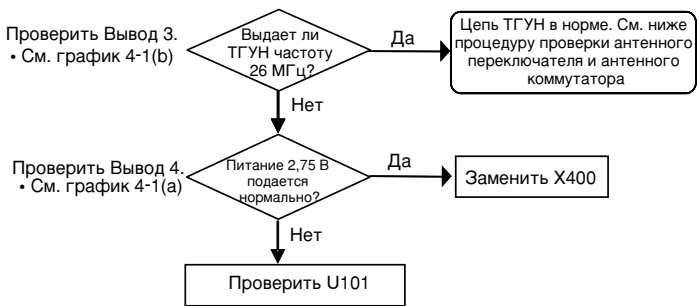 Проверить Вывод 3.
• См. график 4-1(b)
Выдает ли
ТГУН частоту
26 МГц?
Да
Цепь ТГУН в норме. См. ниже
процедуру проверки антенного
переключателя и антенного
коммутатора
Нет
Проверить Вывод 4.
• См. график 4-1(a)
Питание 2,75 В
подается
нормально?
Да
Заменить X400
Нет
Проверить U101